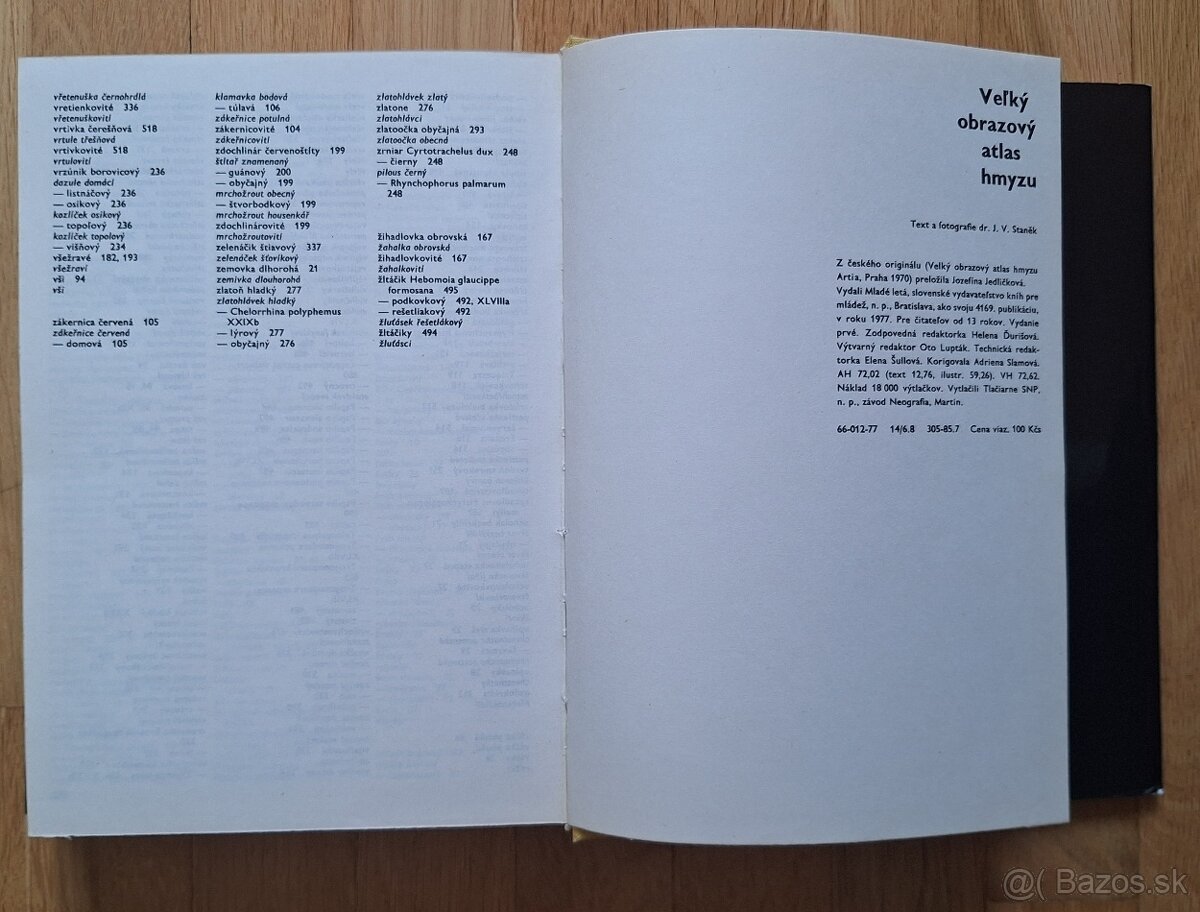 vřetenuška černohrdlá
vretienkovité 336
vřetenuškovití
vrtivka čerešňová 518
vrtule třešňová
vrtivkovité 518
vrtulovití
vrzúnik borovicový 236
dazule domácí
— listnáčový 236
— osikový 236
kozlíček osikový
— topoľový 236
kozlíček topolový
— višňový 234
všežravé 182, 193
všežraví
vši 94
vši
zákernica červená 105
zákeřnice červená
— domová 105
klamavka bodavá
— túlavá 106
zákeřnice potulná
zákernicovité 104
zákeřnicovití
zdochlinár červenoštíty 199
štítař znamenaný
— guánový 200
— obyčajný 199
mrchožrout obecný
— štvorbodkový 199
mrchožrout housenkář
zdochlinárovité 199
mrchožroutovití
zelenáčik štiavový 337
zelenáček šťovíkový
zemovka dlhorohá 21
zemivka dlouhorohá
zlatoň hladký 277
zlatohlávek hladký
— Chelorrhina polyphemus
XXIXb
— lýrový 277
— obyčajný 276
zlatohlávek zlatý
zlatone 276
zlatohlávci
zlatoočka obyčajná 293
zlatoočka obecná
zrniar Cyrtotrachelus dux 248
— čierny 248
pilous černý
— Rhynchophorus palmarum
248
žihadlovka obrovská 167
žahalka obrovská
žihadlovkovité 167
žahalkovití
žltáčik Hebomoia glaucippe
formosana 495
— podkovkový 492, XLVIIIa
— rešetliakový 492
žluťásek řešetlákový
žltáčiky 494
žluťásci
Veľký
obrazový
atlas
hmyzu
Text a fotografie dr. J. V. Staněk
Z českého originálu (Velký obrazový atlas hmyzu
Artia, Praha 1970) preložila Jozefina Jedličková.
Vydali Mladé letá, slovenské vydavateľstvo kníh pre
mládež, n. p., Bratislava, ako svoju 4169. publikáciu,
v roku 1977. Pre čitateľov od 13 rokov. Vydanie
prvé. Zodpovedná redaktorka Helena Ďurišová.
Výtvarný redaktor Oto Lupták. Technická redak-
torka Elena Šullová. Korigovala Adriena Slamová.
AH 72,02 (text 12,76, ilustr. 59,26). VH 72,62.
Náklad 18 000 výtlačkov. Vytlačili Tlačiarne SNP,
n. p., závod Neografia, Martin.
66-012-77 14/6.8 305-85.7 Cena viaz. 100 Kčs
@( Bazos.sk